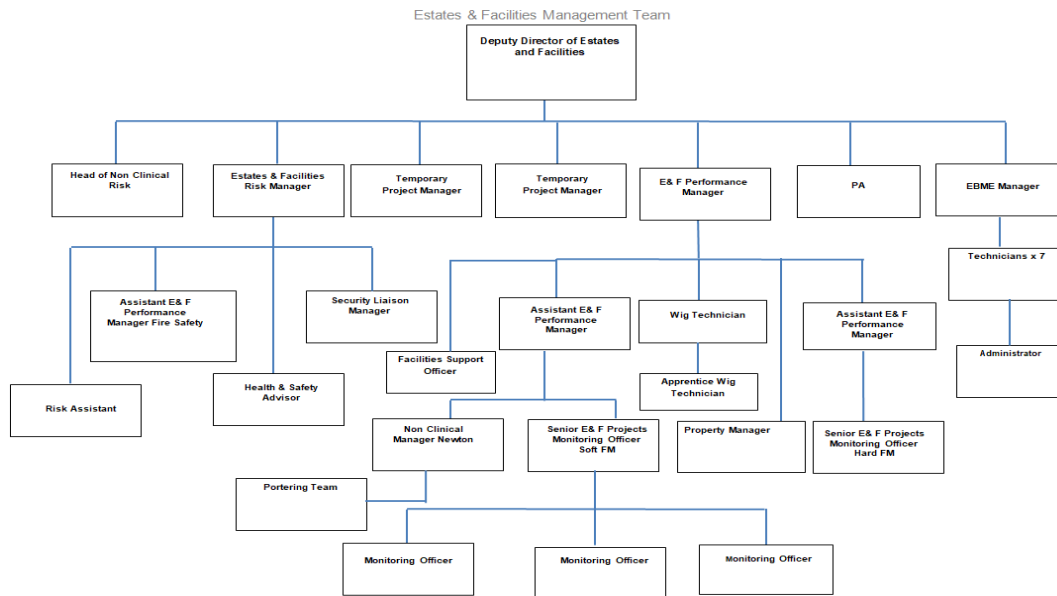 Estates & Facilities Management Team
Deputy Director of Estates
and Facilities
Head of Non Clinical
Risk
Estates & Facilities
Risk Manager
Temporary
Project Manager
Temporary
Project Manager
E& F Performance
Manager
PA
EBME Manager
Technicians x 7
Assistant E& F
Performance
Manager Fire Safety
Security Liaison
Manager
Assistant E& F
Performance
Manager
Wig Technician
Assistant E& F
Performance
Manager
Administrator
Facilities Support
Officer
Risk Assistant
Health & Safety
Advisor
Apprentice Wig
Technician
Non Clinical
Manager Newton
Senior E& F Projects
Monitoring Officer
Soft FM
Property Manager
Senior E& F Projects
Monitoring Officer
Hard FM
Portering Team
Monitoring Officer
Monitoring Officer
Monitoring Officer